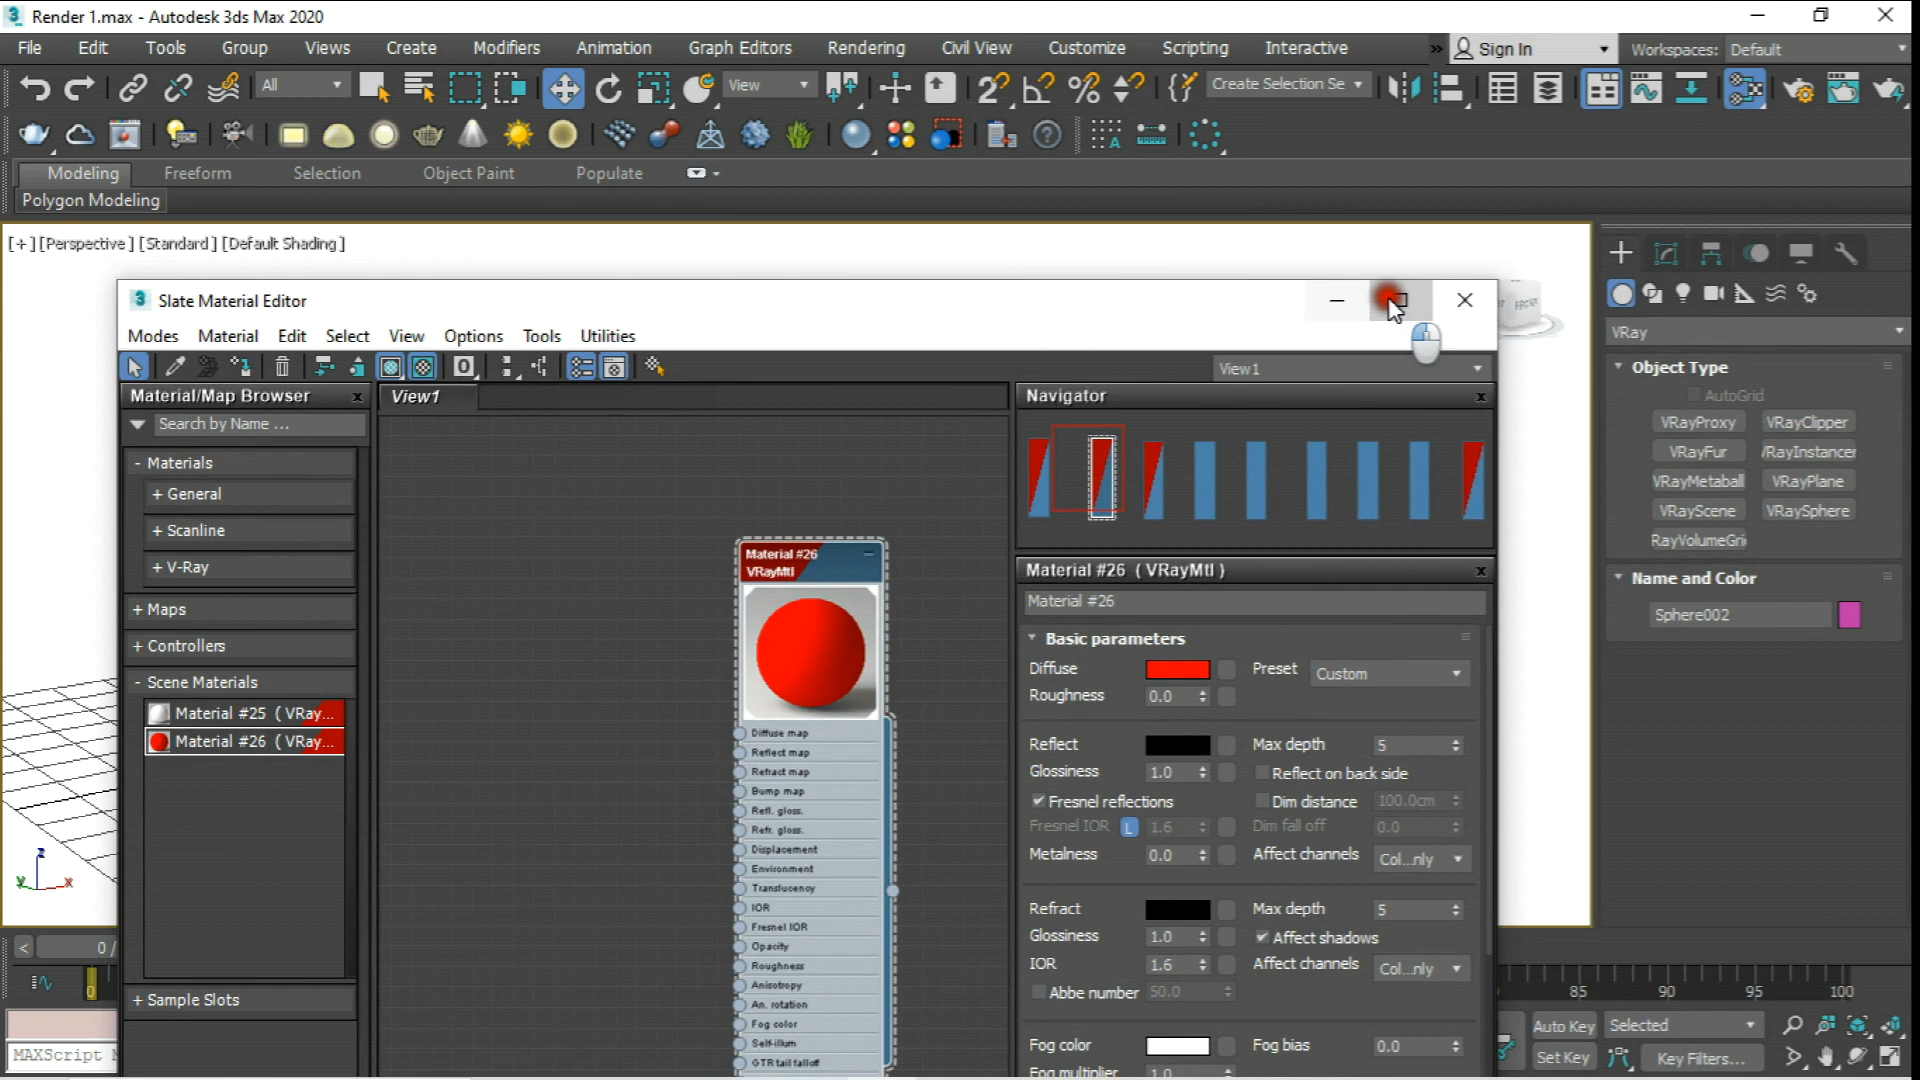 Render 1.max - Autodesk 3ds Max 2020
File Edit Tools Group Views Create Modifiers Animation Graph Editors Rendering Civil View Customize Scripting Interactive
Sign In
Workspaces: Default
All
View
Create Selection Se
Modeling Freeform Selection Object Paint Populate
Polygon Modeling
[+] [Perspective] [Standard] [Default Shading]
Slate Material Editor
Modes Material Edit Select View Options Tools Utilities
View1
Material/Map Browser
Search by Name ...
- Materials
+ General
+ Scanline
+ V-Ray
+ Maps
+ Controllers
- Scene Materials
Material #25 ( VRay...
Material #26 ( VRay...
+ Sample Slots
View1
Material #26
VRayMtl
Diffuse map
Reflect map
Refract map
Bump map
Refl. gloss.
Refr. gloss.
Displacement
Environment
Translucency
IOR
Fresnel IOR
Opacity
Roughness
Anisotropy
An. rotation
Fog color
Self-illum
GTR tail falloff
Navigator
Material #26 ( VRayMtl )
Material #26
Basic parameters
Diffuse
Preset Custom
Roughness 0.0
Reflect
Max depth 5
Glossiness 1.0
Reflect on back side
Fresnel reflections
Dim distance 100.0cm
Fresnel IOR L 1.6
Dim fall off 0.0
Metalness 0.0
Affect channels Col...nly
Refract
Max depth 5
Glossiness 1.0
Affect shadows
IOR 1.6
Affect channels Col...nly
Abbe number 50.0
Fog color
Fog bias 0.0
Fog multiplier 1.0
FRONT
VRay
Object Type
AutoGrid
VRayProxy VRayClipper
VRayFur /RayInstancer
VRayMetaball VRayPlane
VRayScene VRaySphere
RayVolumeGri
Name and Color
Sphere002
z
y x
< 0 /
0
85 90 95 100
MAXScript M
Auto Key Selected
Set Key Key Filters...